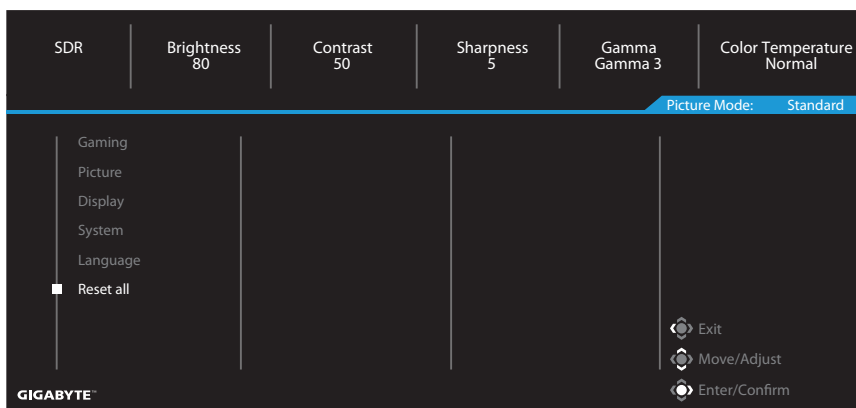 SDR
Brightness
80
Contrast
50
Sharpness
5
Gamma
Gamma 3
Color Temperature
Normal
Picture Mode: Standard
Gaming
Picture
Display
System
Language
Reset all
Exit
Move/Adjust
Enter/Confirm
GIGABYTE™